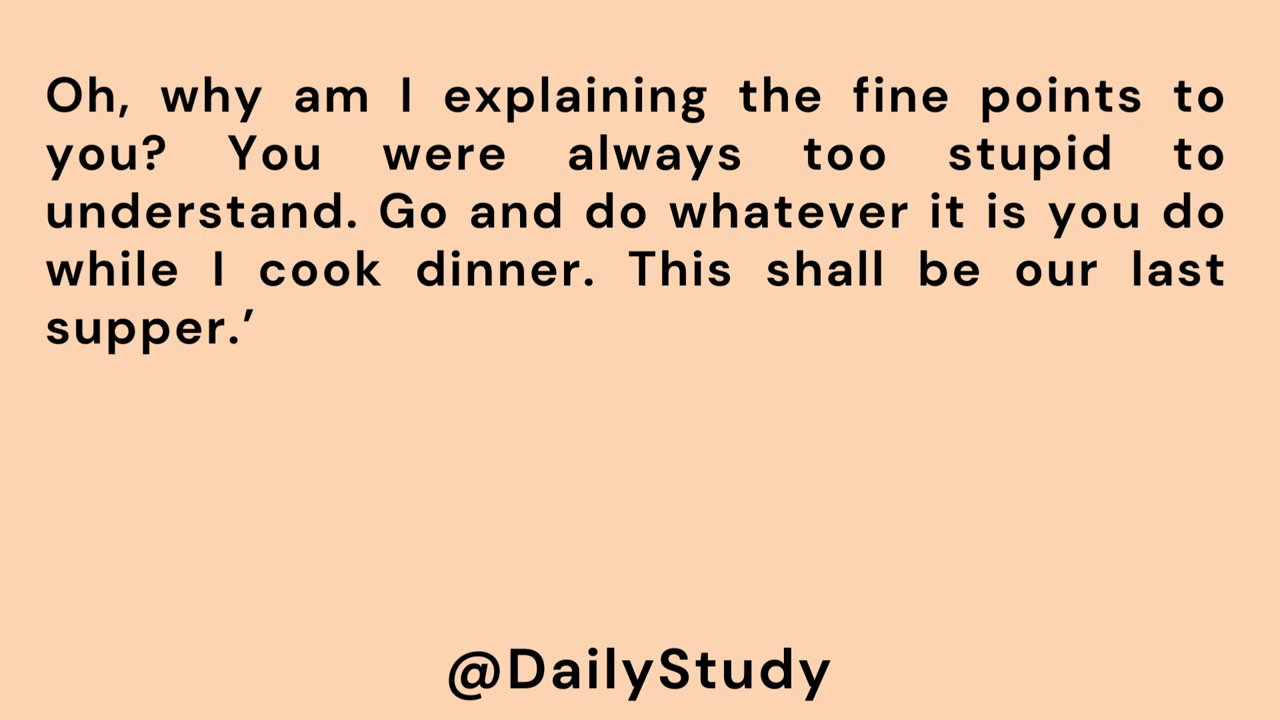 Oh, why am I explaining the fine points to
you? You were always too stupid to
understand. Go and do whatever it is you do
while I cook dinner. This shall be our last
supper.’
@DailyStudy